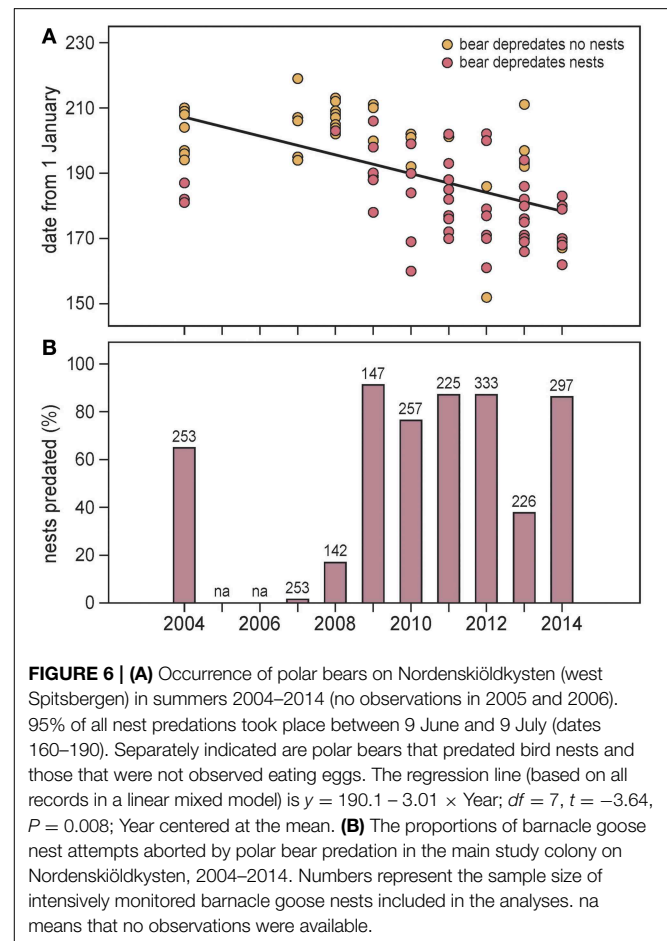 A
bear depredates no nests
bear depredates nests
date from 1 January
230
210
190
170
150
B
nests predated (%)
100
80
60
40
20
0
253
na
na
253
142
147
257
225
333
226
297
2004
2006
2008
2010
2012
2014
FIGURE 6 | (A) Occurrence of polar bears on Nordenskiöldkysten (west
Spitsbergen) in summers 2004–2014 (no observations in 2005 and 2006).
95% of all nest predations took place between 9 June and 9 July (dates
160–190). Separately indicated are polar bears that predated bird nests and
those that were not observed eating eggs. The regression line (based on all
records in a linear mixed model) is y = 190.1 – 3.01 × Year; df = 7, t = −3.64,
P = 0.008; Year centered at the mean. (B) The proportions of barnacle goose
nest attempts aborted by polar bear predation in the main study colony on
Nordenskiöldkysten, 2004–2014. Numbers represent the sample size of
intensively monitored barnacle goose nests included in the analyses. na
means that no observations were available.